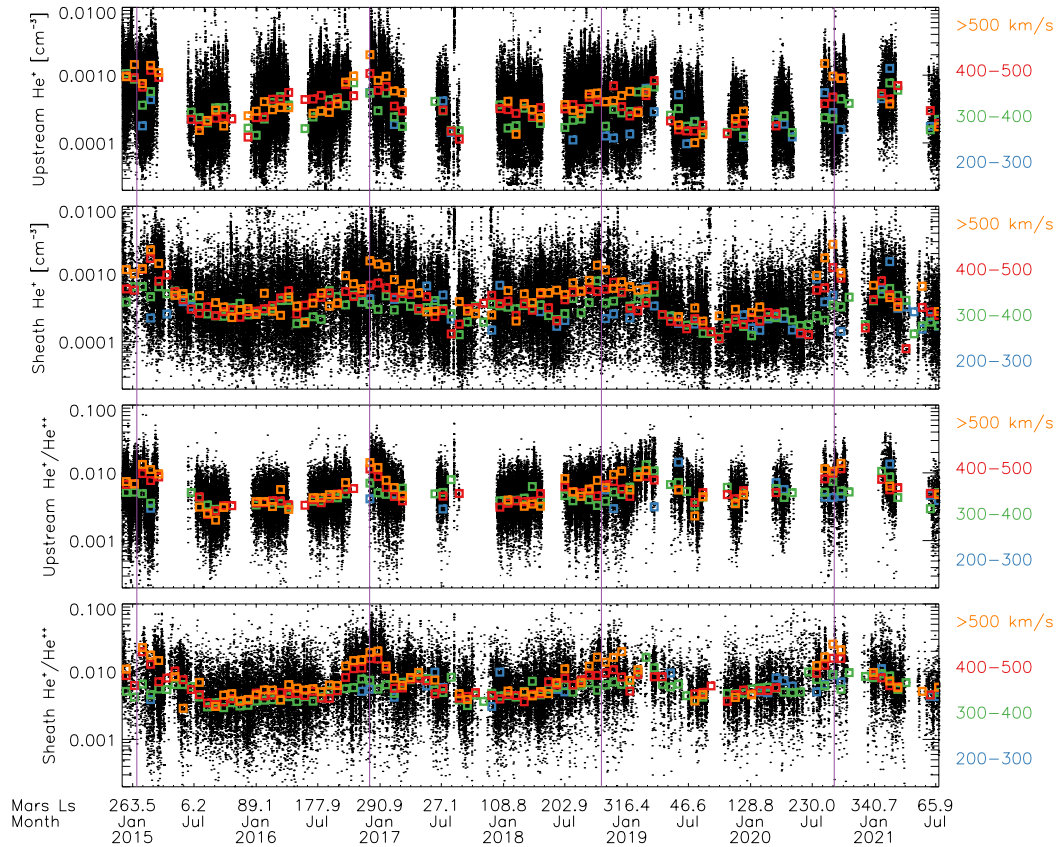 Upstream He⁺ [cm⁻³]
0.0100
0.0010
0.0001
>500 km/s
400−500
300−400
200−300
Sheath He⁺ [cm⁻³]
0.0100
0.0010
0.0001
>500 km/s
400−500
300−400
200−300
Upstream He⁺/He⁺⁺
0.100
0.010
0.001
>500 km/s
400−500
300−400
200−300
Sheath He⁺/He⁺⁺
0.100
0.010
0.001
>500 km/s
400−500
300−400
200−300
Mars Ls 263.5 6.2 89.1 177.9 290.9 27.1 108.8 202.9 316.4 46.6 128.8 230.0 340.7 65.9
Month Jan Jul Jan Jul Jan Jul Jan Jul Jan Jul Jan Jul Jan Jul
2015 2016 2017 2018 2019 2020 2021